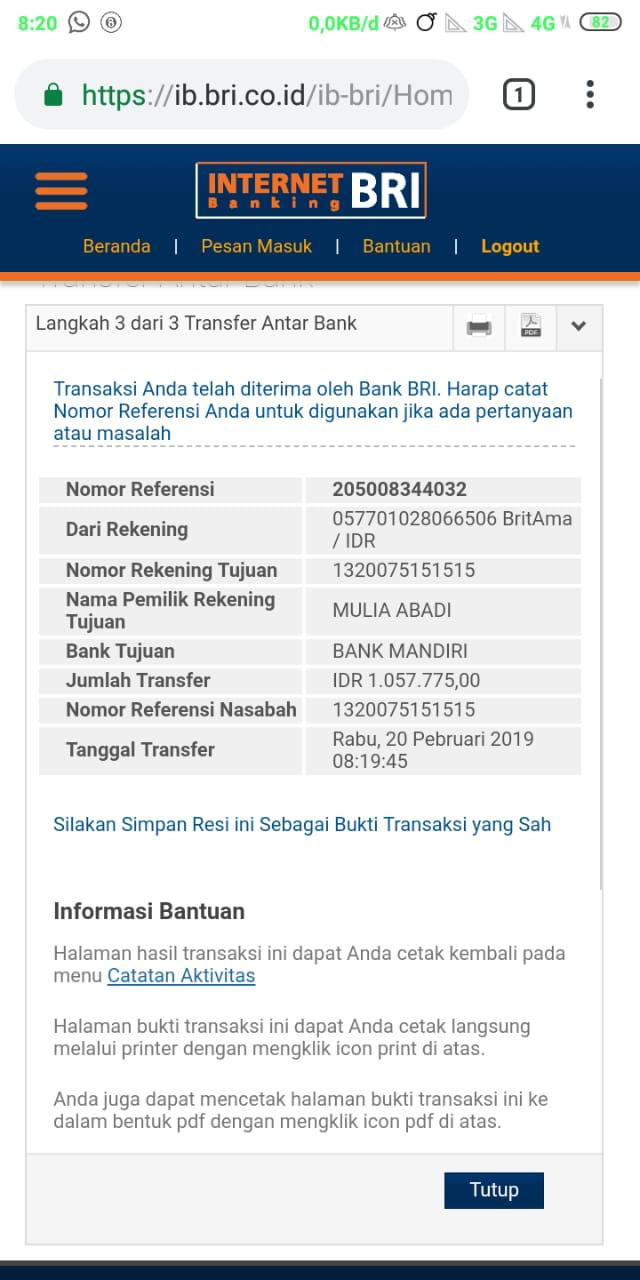 8:20
0,0KB/d 3G 4G 82
https://ib.bri.co.id/ib-bri/Hom
1
INTERNET
Banking BRI
Beranda | Pesan Masuk | Bantuan | Logout
Transfer Antar Bank
Langkah 3 dari 3 Transfer Antar Bank
PDF
Transaksi Anda telah diterima oleh Bank BRI. Harap catat
Nomor Referensi Anda untuk digunakan jika ada pertanyaan
atau masalah
Nomor Referensi 205008344032
Dari Rekening 057701028066506 BritAma
/ IDR
Nomor Rekening Tujuan 1320075151515
Nama Pemilik Rekening
Tujuan MULIA ABADI
Bank Tujuan BANK MANDIRI
Jumlah Transfer IDR 1.057.775,00
Nomor Referensi Nasabah 1320075151515
Tanggal Transfer Rabu, 20 Pebruari 2019
08:19:45
Silakan Simpan Resi ini Sebagai Bukti Transaksi yang Sah
Informasi Bantuan
Halaman hasil transaksi ini dapat Anda cetak kembali pada
menu Catatan Aktivitas
Halaman bukti transaksi ini dapat Anda cetak langsung
melalui printer dengan mengklik icon print di atas.
Anda juga dapat mencetak halaman bukti transaksi ini ke
dalam bentuk pdf dengan mengklik icon pdf di atas.
Tutup